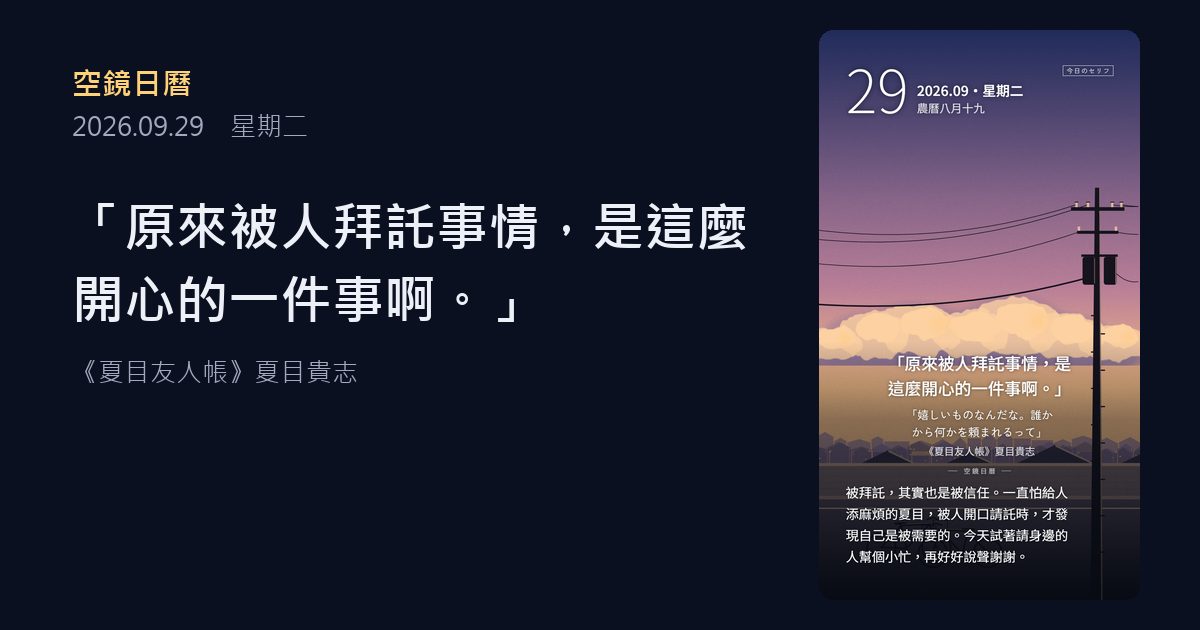 空鏡日曆
2026.09.29　星期二
「原來被人拜託事情，是這麼
開心的一件事啊。」
《夏目友人帳》夏目貴志
29
今日のセリフ
2026.09・星期二
農曆八月十九
「原來被人拜託事情，是
這麼開心的一件事啊。」
「嬉しいものなんだな。誰か
から何かを頼まれるって」
《夏目友人帳》夏目貴志
— 空鏡日曆 —
被拜託，其實也是被信任。一直怕給人
添麻煩的夏目，被人開口請託時，才發
現自己是被需要的。今天試著請身邊的
人幫個小忙，再好好說聲謝謝。